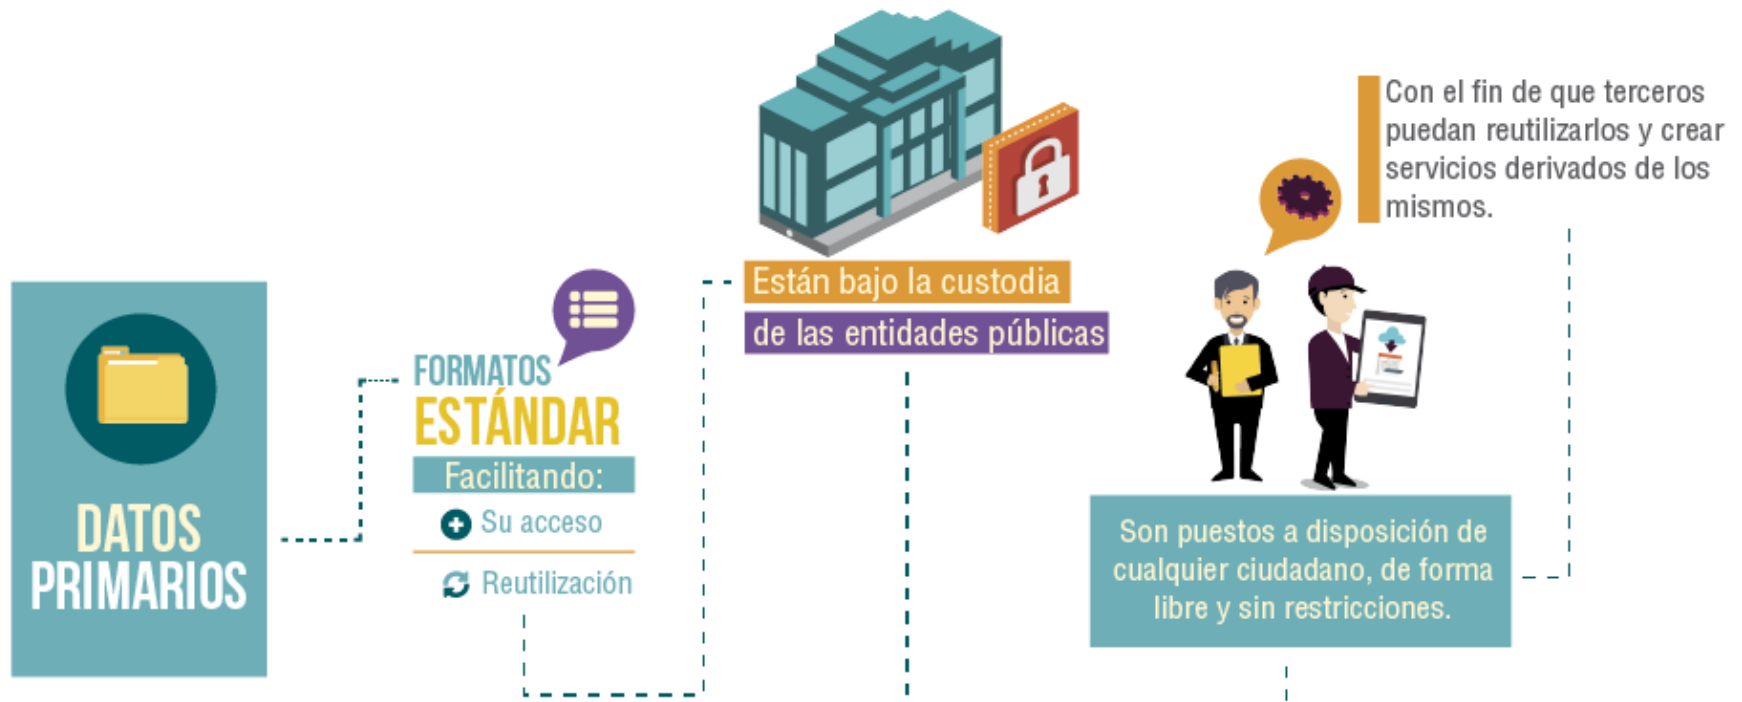 DATOS
PRIMARIOS
FORMATOS
ESTÁNDAR
Facilitando:
Su acceso
Reutilización
Están bajo la custodia
de las entidades públicas
Son puestos a disposición de
cualquier ciudadano, de forma
libre y sin restricciones.
Con el fin de que terceros
puedan reutilizarlos y crear
servicios derivados de los
mismos.